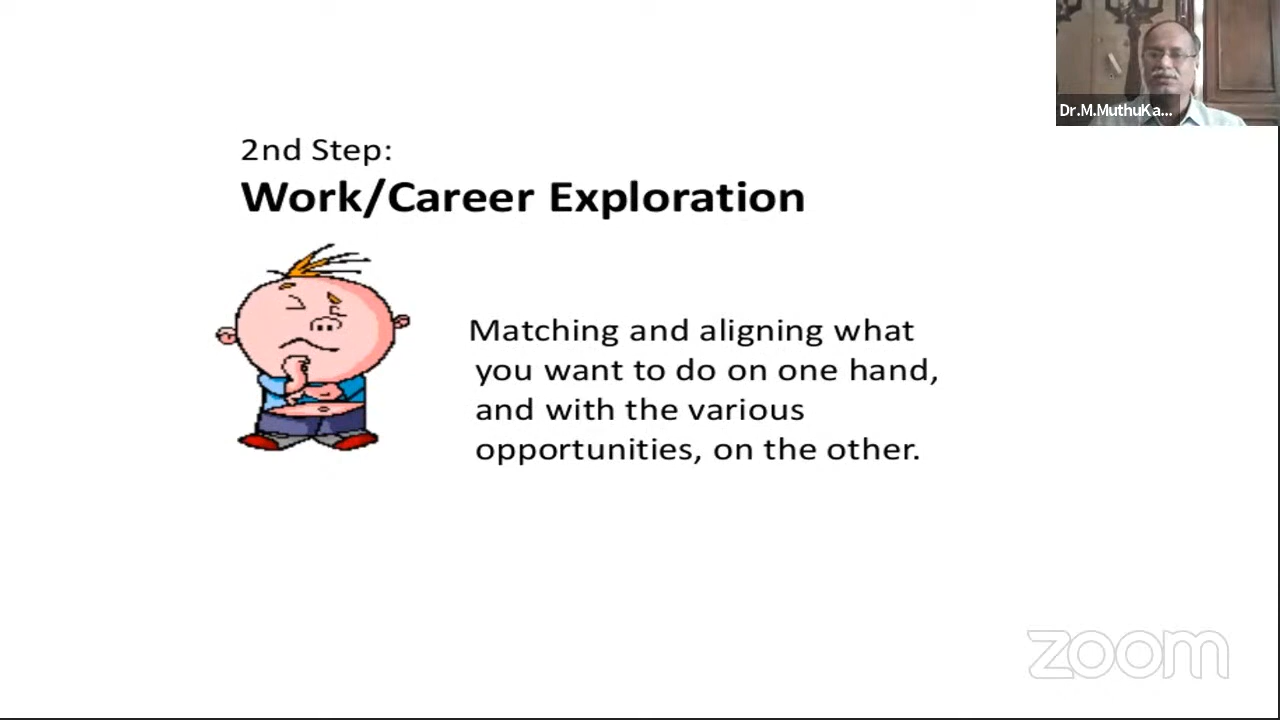 Dr.M.MuthuKa...
2nd Step:
Work/Career Exploration
Matching and aligning what
you want to do on one hand,
and with the various
opportunities, on the other.
zoom